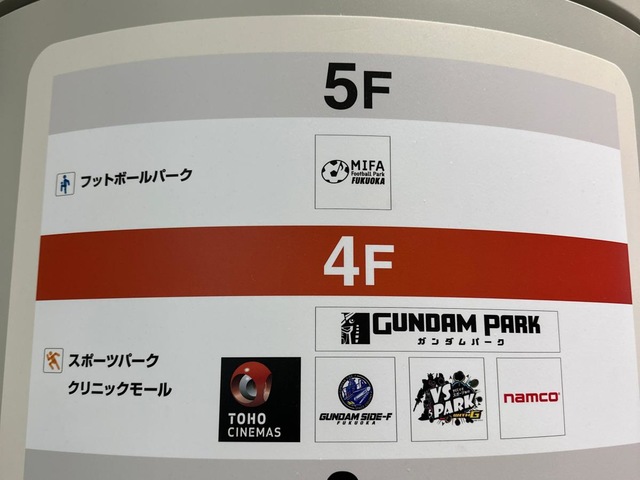 5F
フットボールパーク
MIFA
Football Park
FUKUOKA
4F
GUNDAM PARK
ガンダムパーク
スポーツパーク
クリニックモール
TOHO
CINEMAS
GUNDAM SIDE-F
FUKUOKA
VS
PARK
WITH G
namco